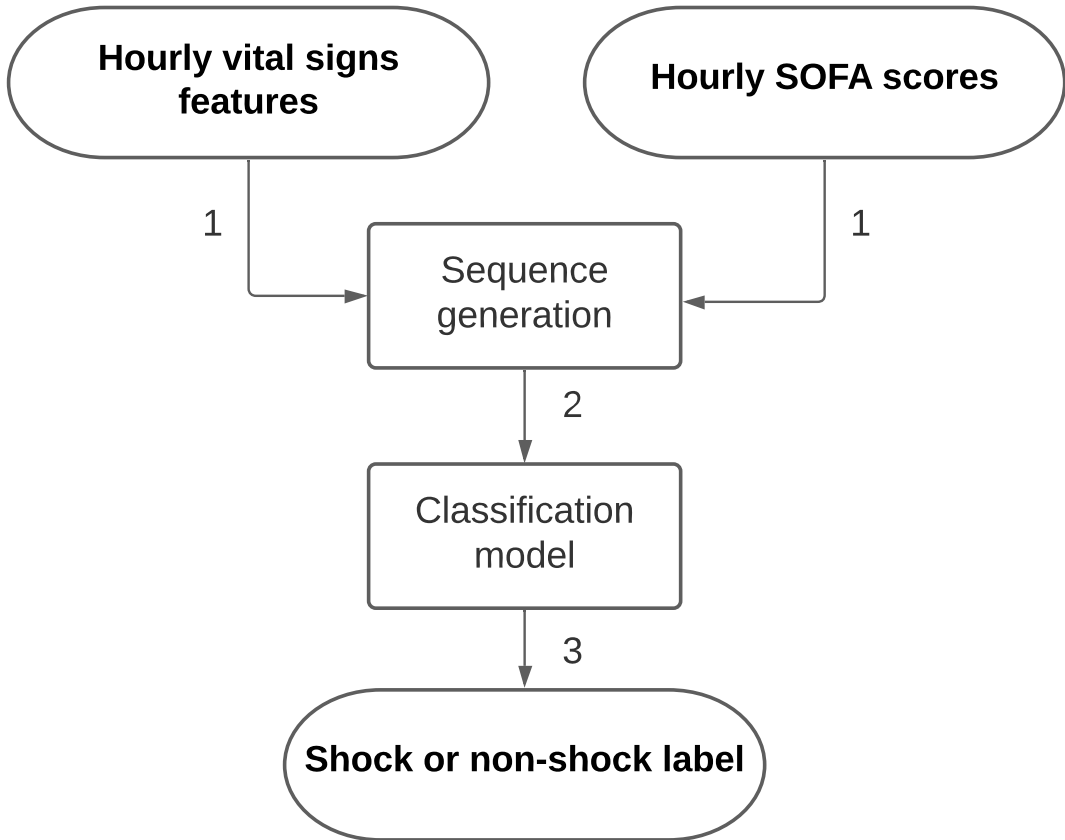 Hourly vital signs
features
Hourly SOFA scores
1
1
Sequence
generation
2
Classification
model
3
Shock or non-shock label